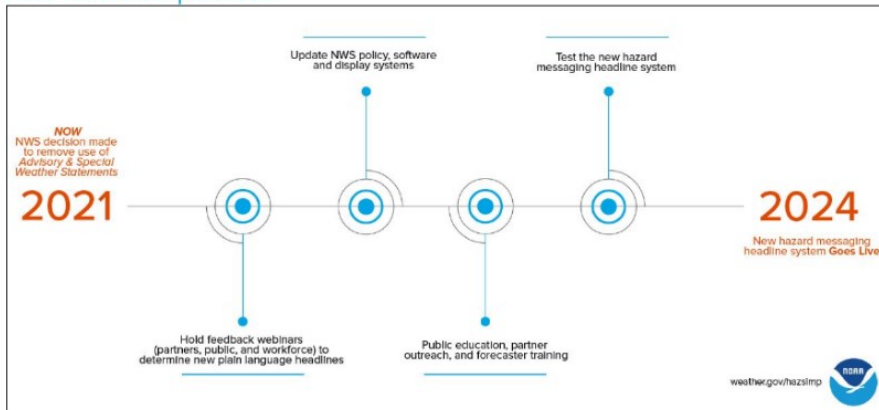 Update NWS policy, software
and display systems
Test the new hazard
messaging headline system
NOW
NWS decision made
to remove use of
Advisory & Special
Weather Statements
2021
2024
New hazard messaging
headline system Goes Live
Hold feedback webinars
(partners, public, and workforce) to
determine new plain language headlines
Public education, partner
outreach, and forecaster training
weather.gov/hazsimp
NOAA